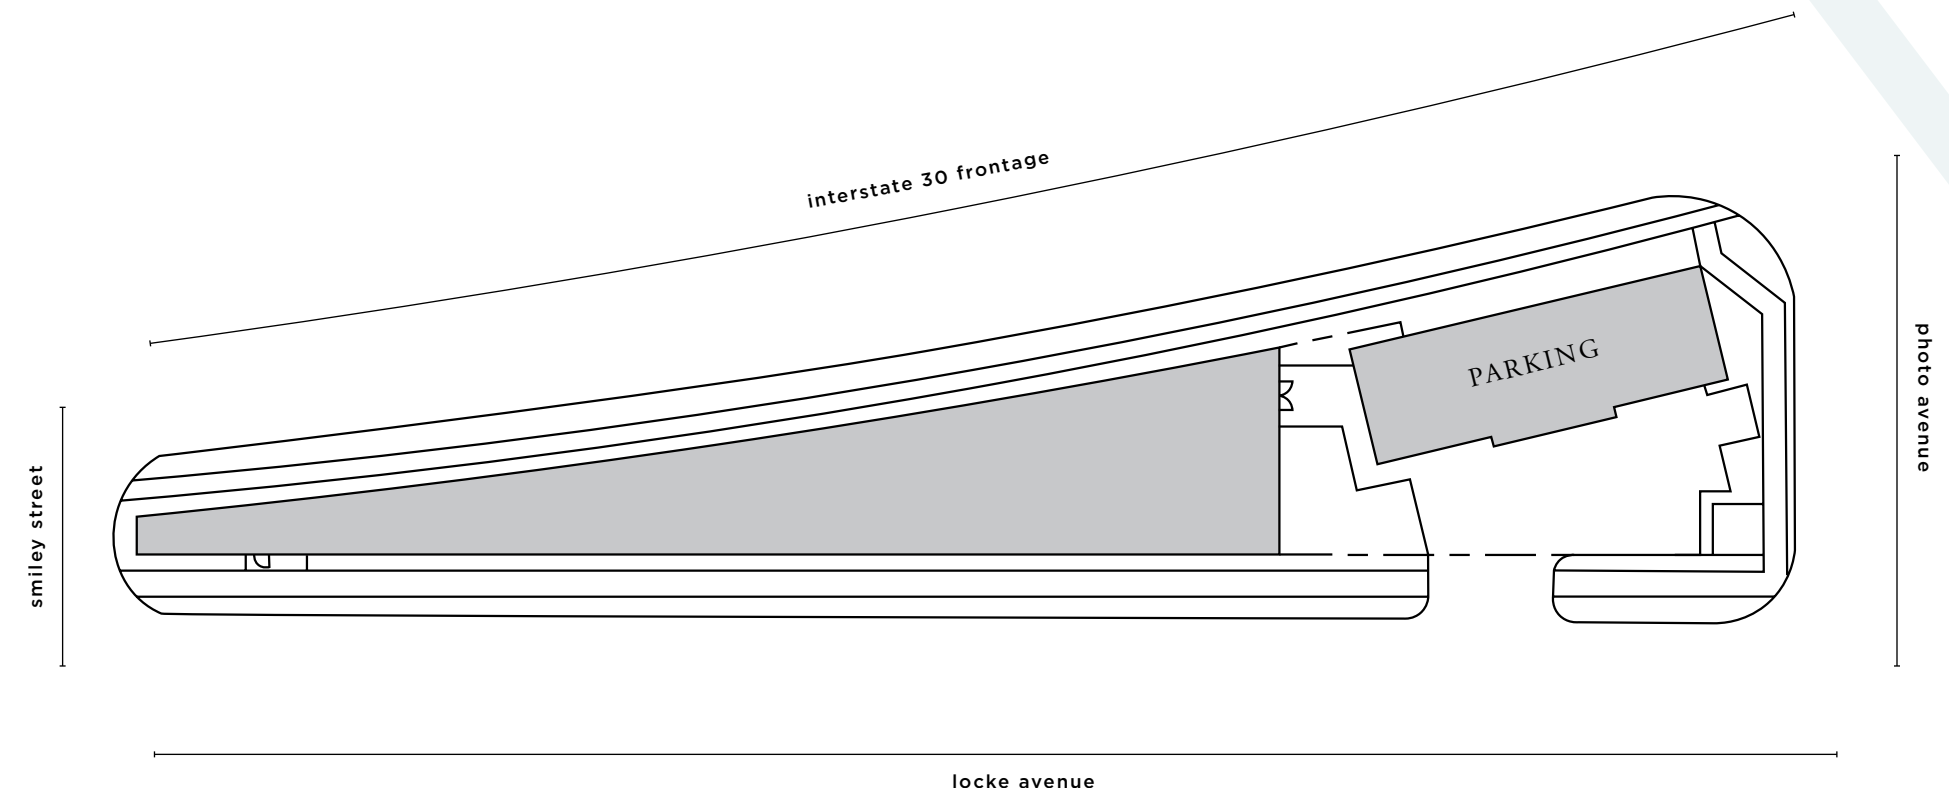 interstate 30 frontage
PARKING
smiley street
photo avenue
locke avenue